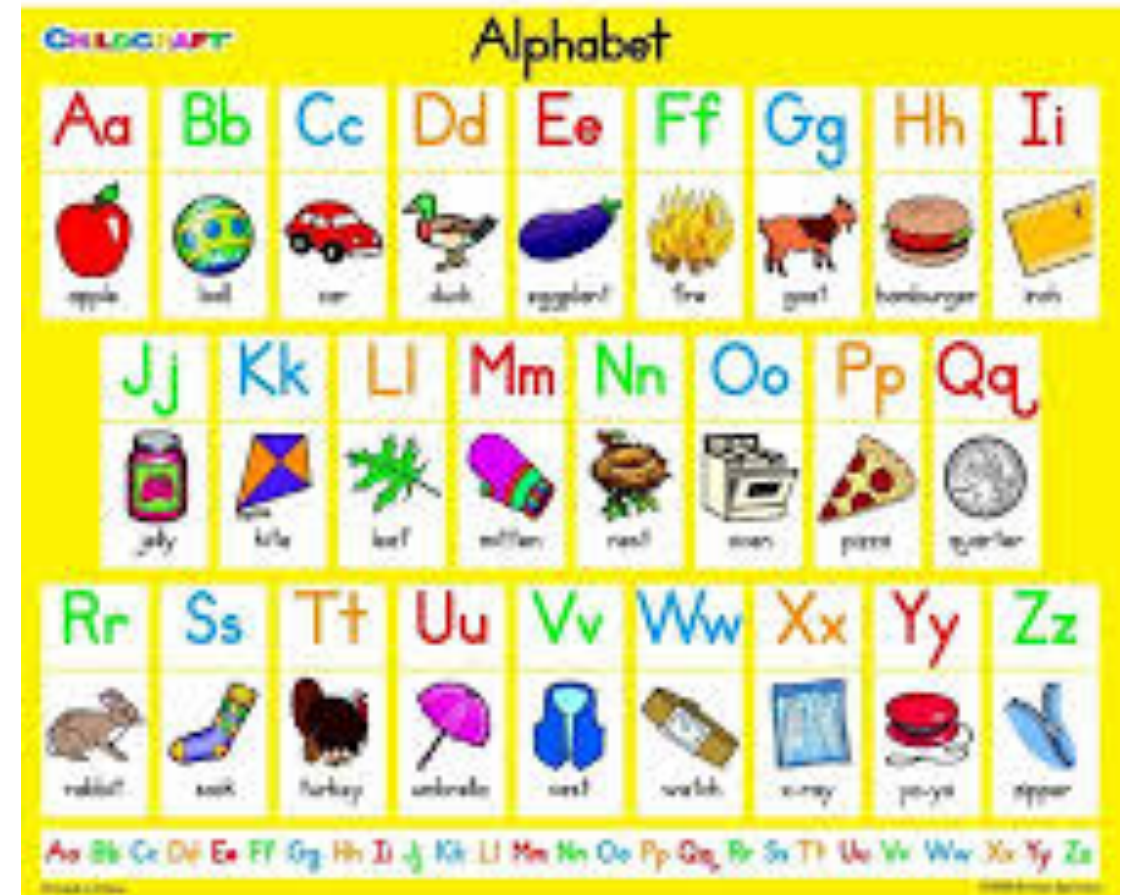 CHILDCRAFT
Alphabet
Aa Bb Cc Dd Ee Ff Gg Hh Ii
apple ball car duck eggplant fire goat hamburger inch
Jj Kk Ll Mm Nn Oo Pp Qq
jelly kite leaf mitten nest oven pizza quarter
Rr Ss Tt Uu Vv Ww Xx Yy Zz
rabbit sock turkey umbrella vest watch x-ray yo-yo zipper
Aa Bb Cc Dd Ee Ff Gg Hh Ii Jj Kk Ll Mm Nn Oo Pp Qq Rr Ss Tt Uu Vv Ww Xx Yy Zz